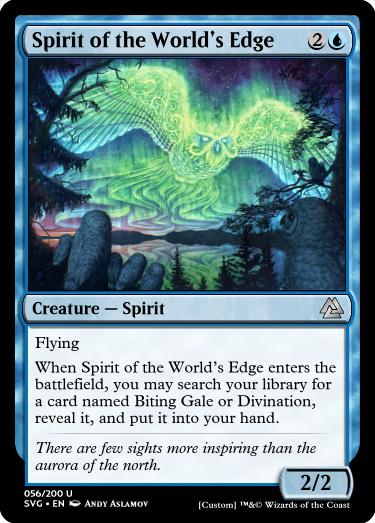 Spirit of the World's Edge 2
Creature — Spirit
Flying
When Spirit of the World's Edge enters the
battlefield, you may search your library for
a card named Biting Gale or Divination,
reveal it, and put it into your hand.
There are few sights more inspiring than the
aurora of the north.
2/2
056/200 U
SVG • EN Andy Aslamov
[Custom] ™&© Wizards of the Coast